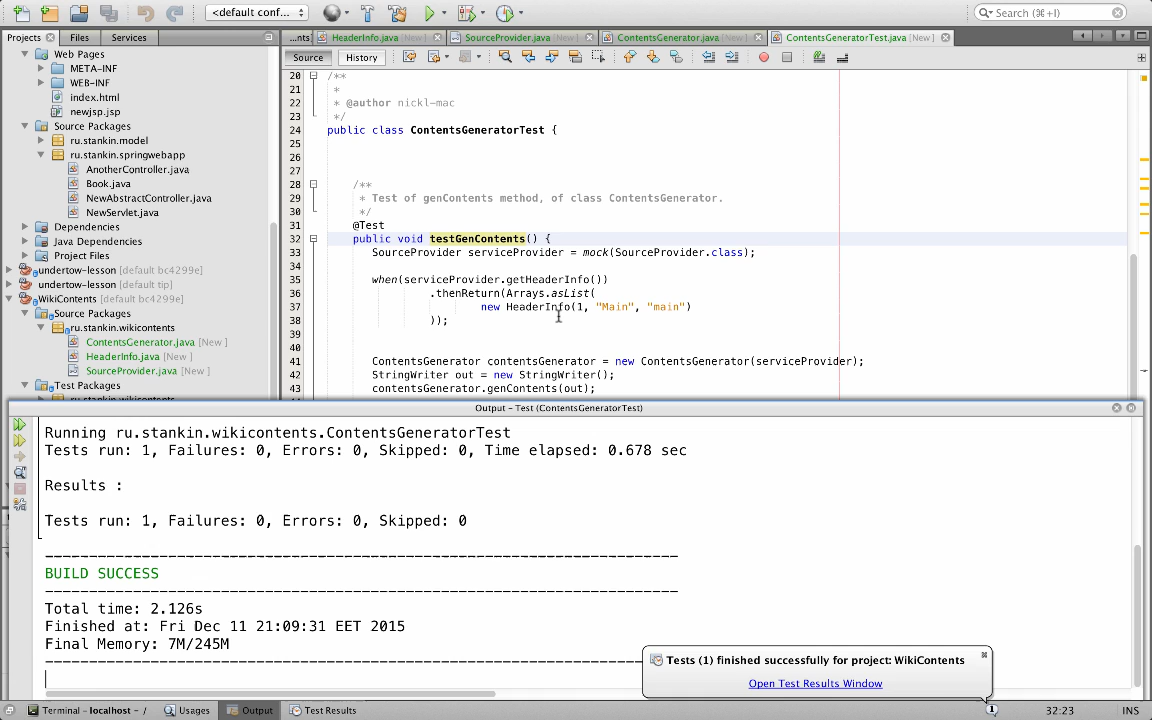 <default conf...
Search (⌘+I)
Projects
Files
Services
...nts
HeaderInfo.java [New ]
SourceProvider.java [New ]
ContentsGenerator.java [New ]
ContentsGeneratorTest.java [New ]
Source
History
Web Pages
META-INF
WEB-INF
index.html
newjsp.jsp
Source Packages
ru.stankin.model
ru.stankin.springwebapp
AnotherController.java
Book.java
NewAbstractController.java
NewServlet.java
Dependencies
Java Dependencies
Project Files
undertow-lesson [default bc4299e]
undertow-lesson [default tip]
WikiContents [default bc4299e]
Source Packages
ru.stankin.wikicontents
ContentsGenerator.java [New ]
HeaderInfo.java [New ]
SourceProvider.java [New ]
Test Packages
ru.stankin.wikicontents
20 /**
21 *
22 * @author nickl-mac
23 */
24 public class ContentsGeneratorTest {
25
26
27
28 /**
29 * Test of genContents method, of class ContentsGenerator.
30 */
31 @Test
32 public void testGenContents() {
33 SourceProvider serviceProvider = mock(SourceProvider.class);
34
35 when(serviceProvider.getHeaderInfo())
36 .thenReturn(Arrays.asList(
37 new HeaderInfo(1, "Main", "main")
38 ));
39
40
41 ContentsGenerator contentsGenerator = new ContentsGenerator(serviceProvider);
42 StringWriter out = new StringWriter();
43 contentsGenerator.genContents(out);
Output - Test (ContentsGeneratorTest)
Running ru.stankin.wikicontents.ContentsGeneratorTest
Tests run: 1, Failures: 0, Errors: 0, Skipped: 0, Time elapsed: 0.678 sec
Results :
Tests run: 1, Failures: 0, Errors: 0, Skipped: 0
------------------------------------------------------------------------
BUILD SUCCESS
------------------------------------------------------------------------
Total time: 2.126s
Finished at: Fri Dec 11 21:09:31 EET 2015
Final Memory: 7M/245M
------------------------------------------------------------------------
Tests (1) finished successfully for project: WikiContents
Open Test Results Window
Terminal - localhost - /
Usages
Output
Test Results
1
32:23
INS